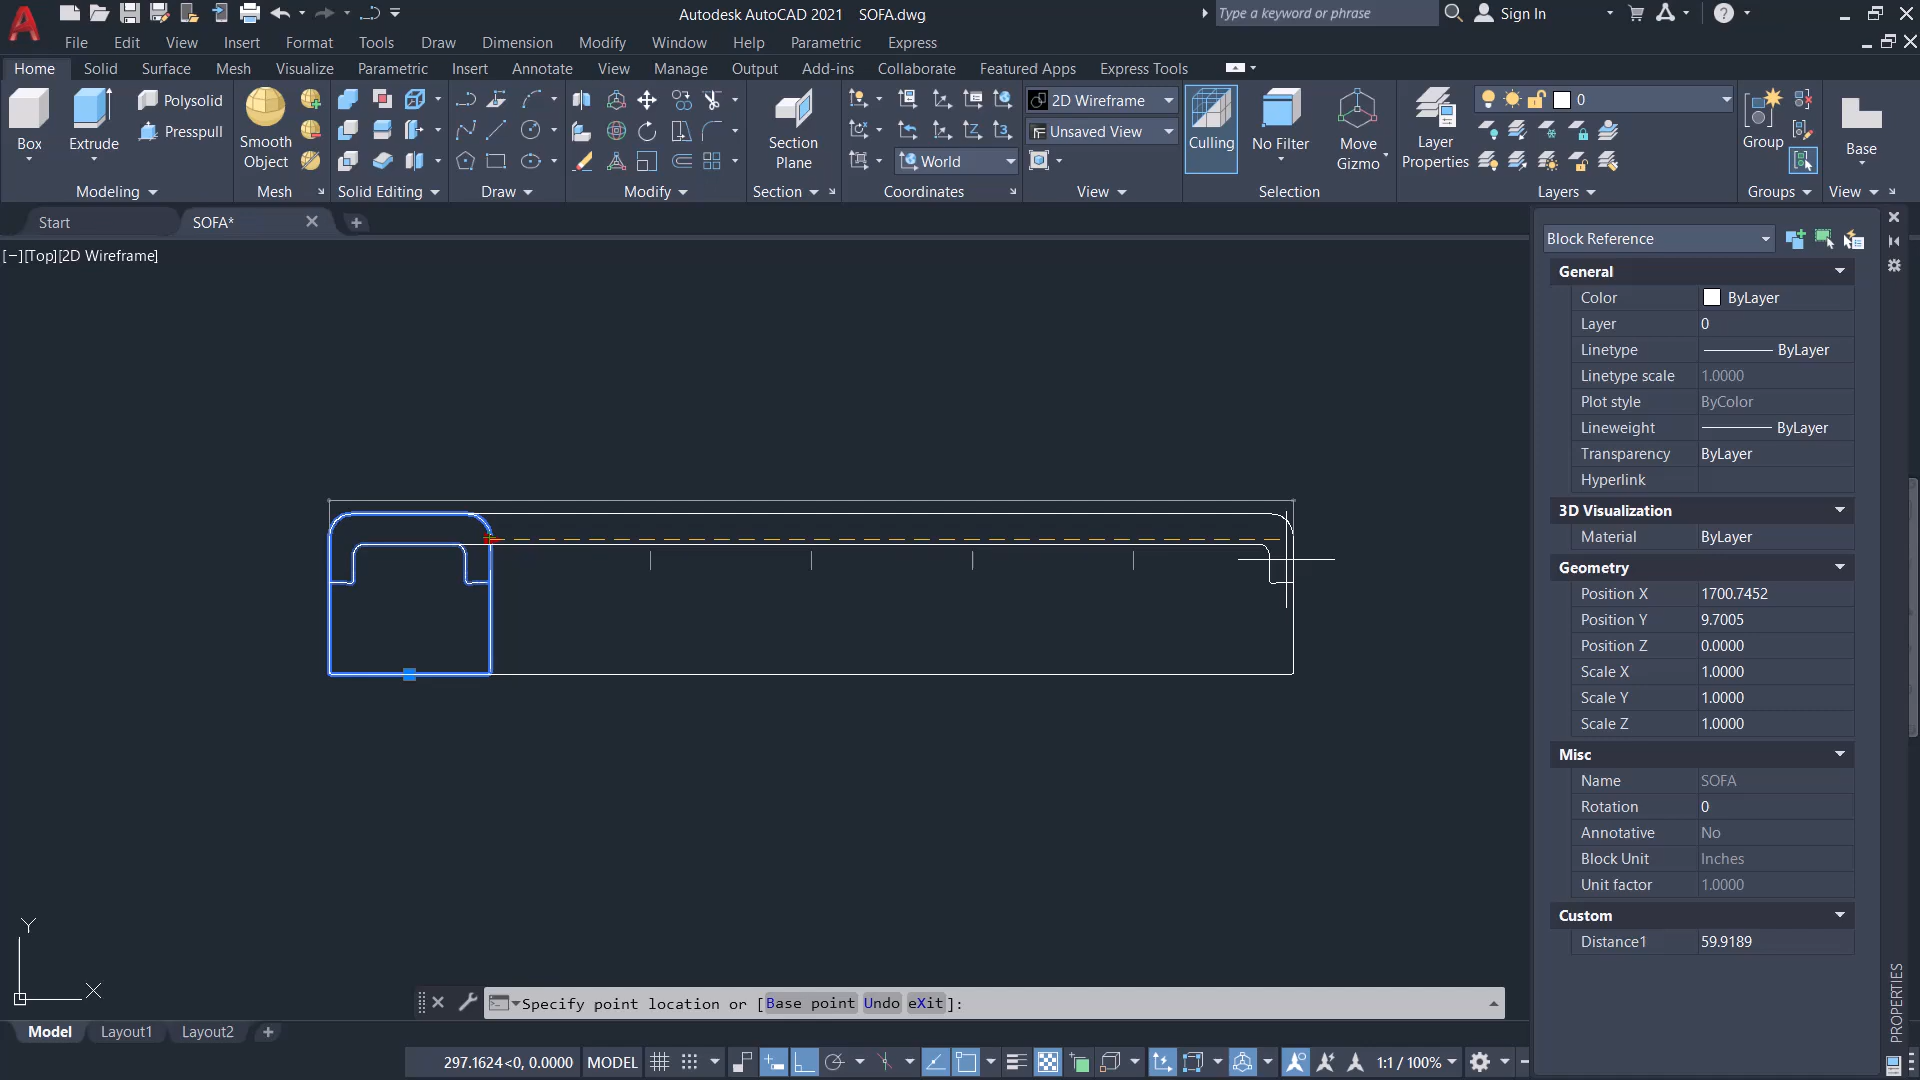 Autodesk AutoCAD 2021 SOFA.dwg
Type a keyword or phrase
Sign In
File Edit View Insert Format Tools Draw Dimension Modify Window Help Parametric Express
Home Solid Surface Mesh Visualize Parametric Insert Annotate View Manage Output Add-ins Collaborate Featured Apps Express Tools
Polysolid
2D Wireframe
0
Presspull
Unsaved View
Box Extrude
Smooth Object
Section Plane
Culling No Filter
Move Gizmo
Layer Properties
Group
Base
World
Modeling Mesh Solid Editing Draw Modify Section Coordinates View Selection Layers Groups View
Start SOFA*
[−][Top][2D Wireframe]
Block Reference
General
Color ByLayer
Layer 0
Linetype ByLayer
Linetype scale 1.0000
Plot style ByColor
Lineweight ByLayer
Transparency ByLayer
Hyperlink
3D Visualization
Material ByLayer
Geometry
Position X 1700.7452
Position Y 9.7005
Position Z 0.0000
Scale X 1.0000
Scale Y 1.0000
Scale Z 1.0000
Misc
Name SOFA
Rotation 0
Annotative No
Block Unit Inches
Unit factor 1.0000
Custom
Distance1 59.9189
PROPERTIES
Y
X
Specify point location or [Base point Undo eXit]:
Model Layout1 Layout2
297.1624<0, 0.0000 MODEL 1:1 / 100%